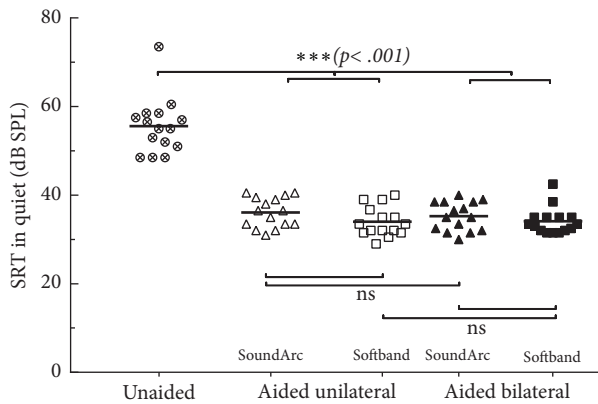 80
60
40
20
0
SRT in quiet (dB SPL)
***(p< .001)
ns
ns
SoundArc
Softband
SoundArc
Softband
Unaided
Aided unilateral
Aided bilateral